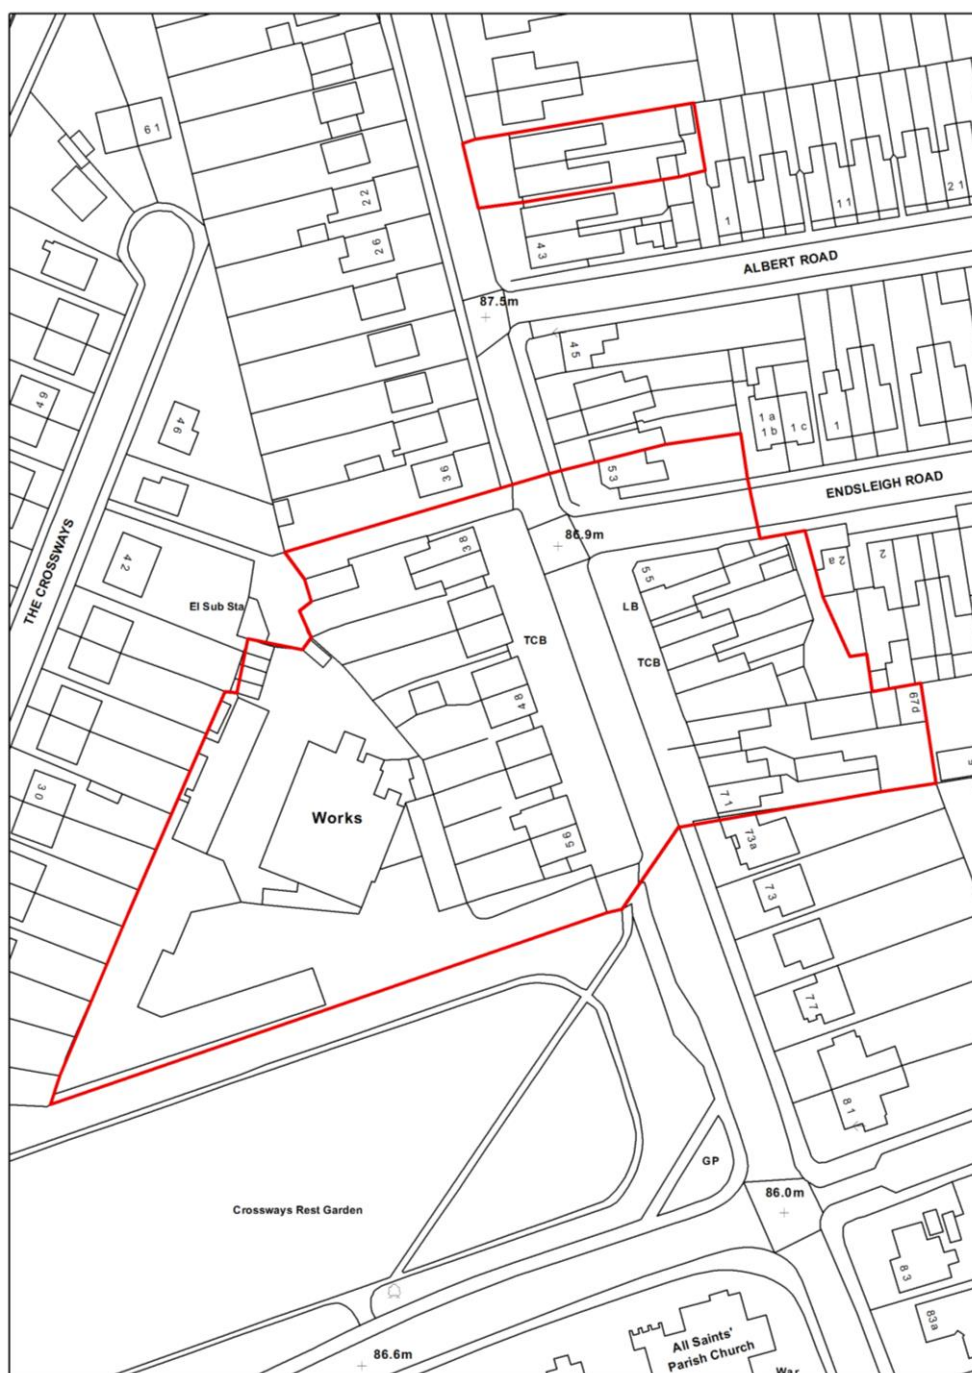 61
22
21
11
1
43
26
ALBERT ROAD
87.5m
45
49
46
1a
1b
1c
1
36
53
ENDSLEIGH ROAD
THE CROSSWAYS
86.9m
38
42
2a
2
55
El Sub Sta
LB
TCB
TCB
48
67d
30
71
Works
56
73a
73
77
81
GP
86.0m
Crossways Rest Garden
83
83a
All Saints'
Parish Church
War
86.6m